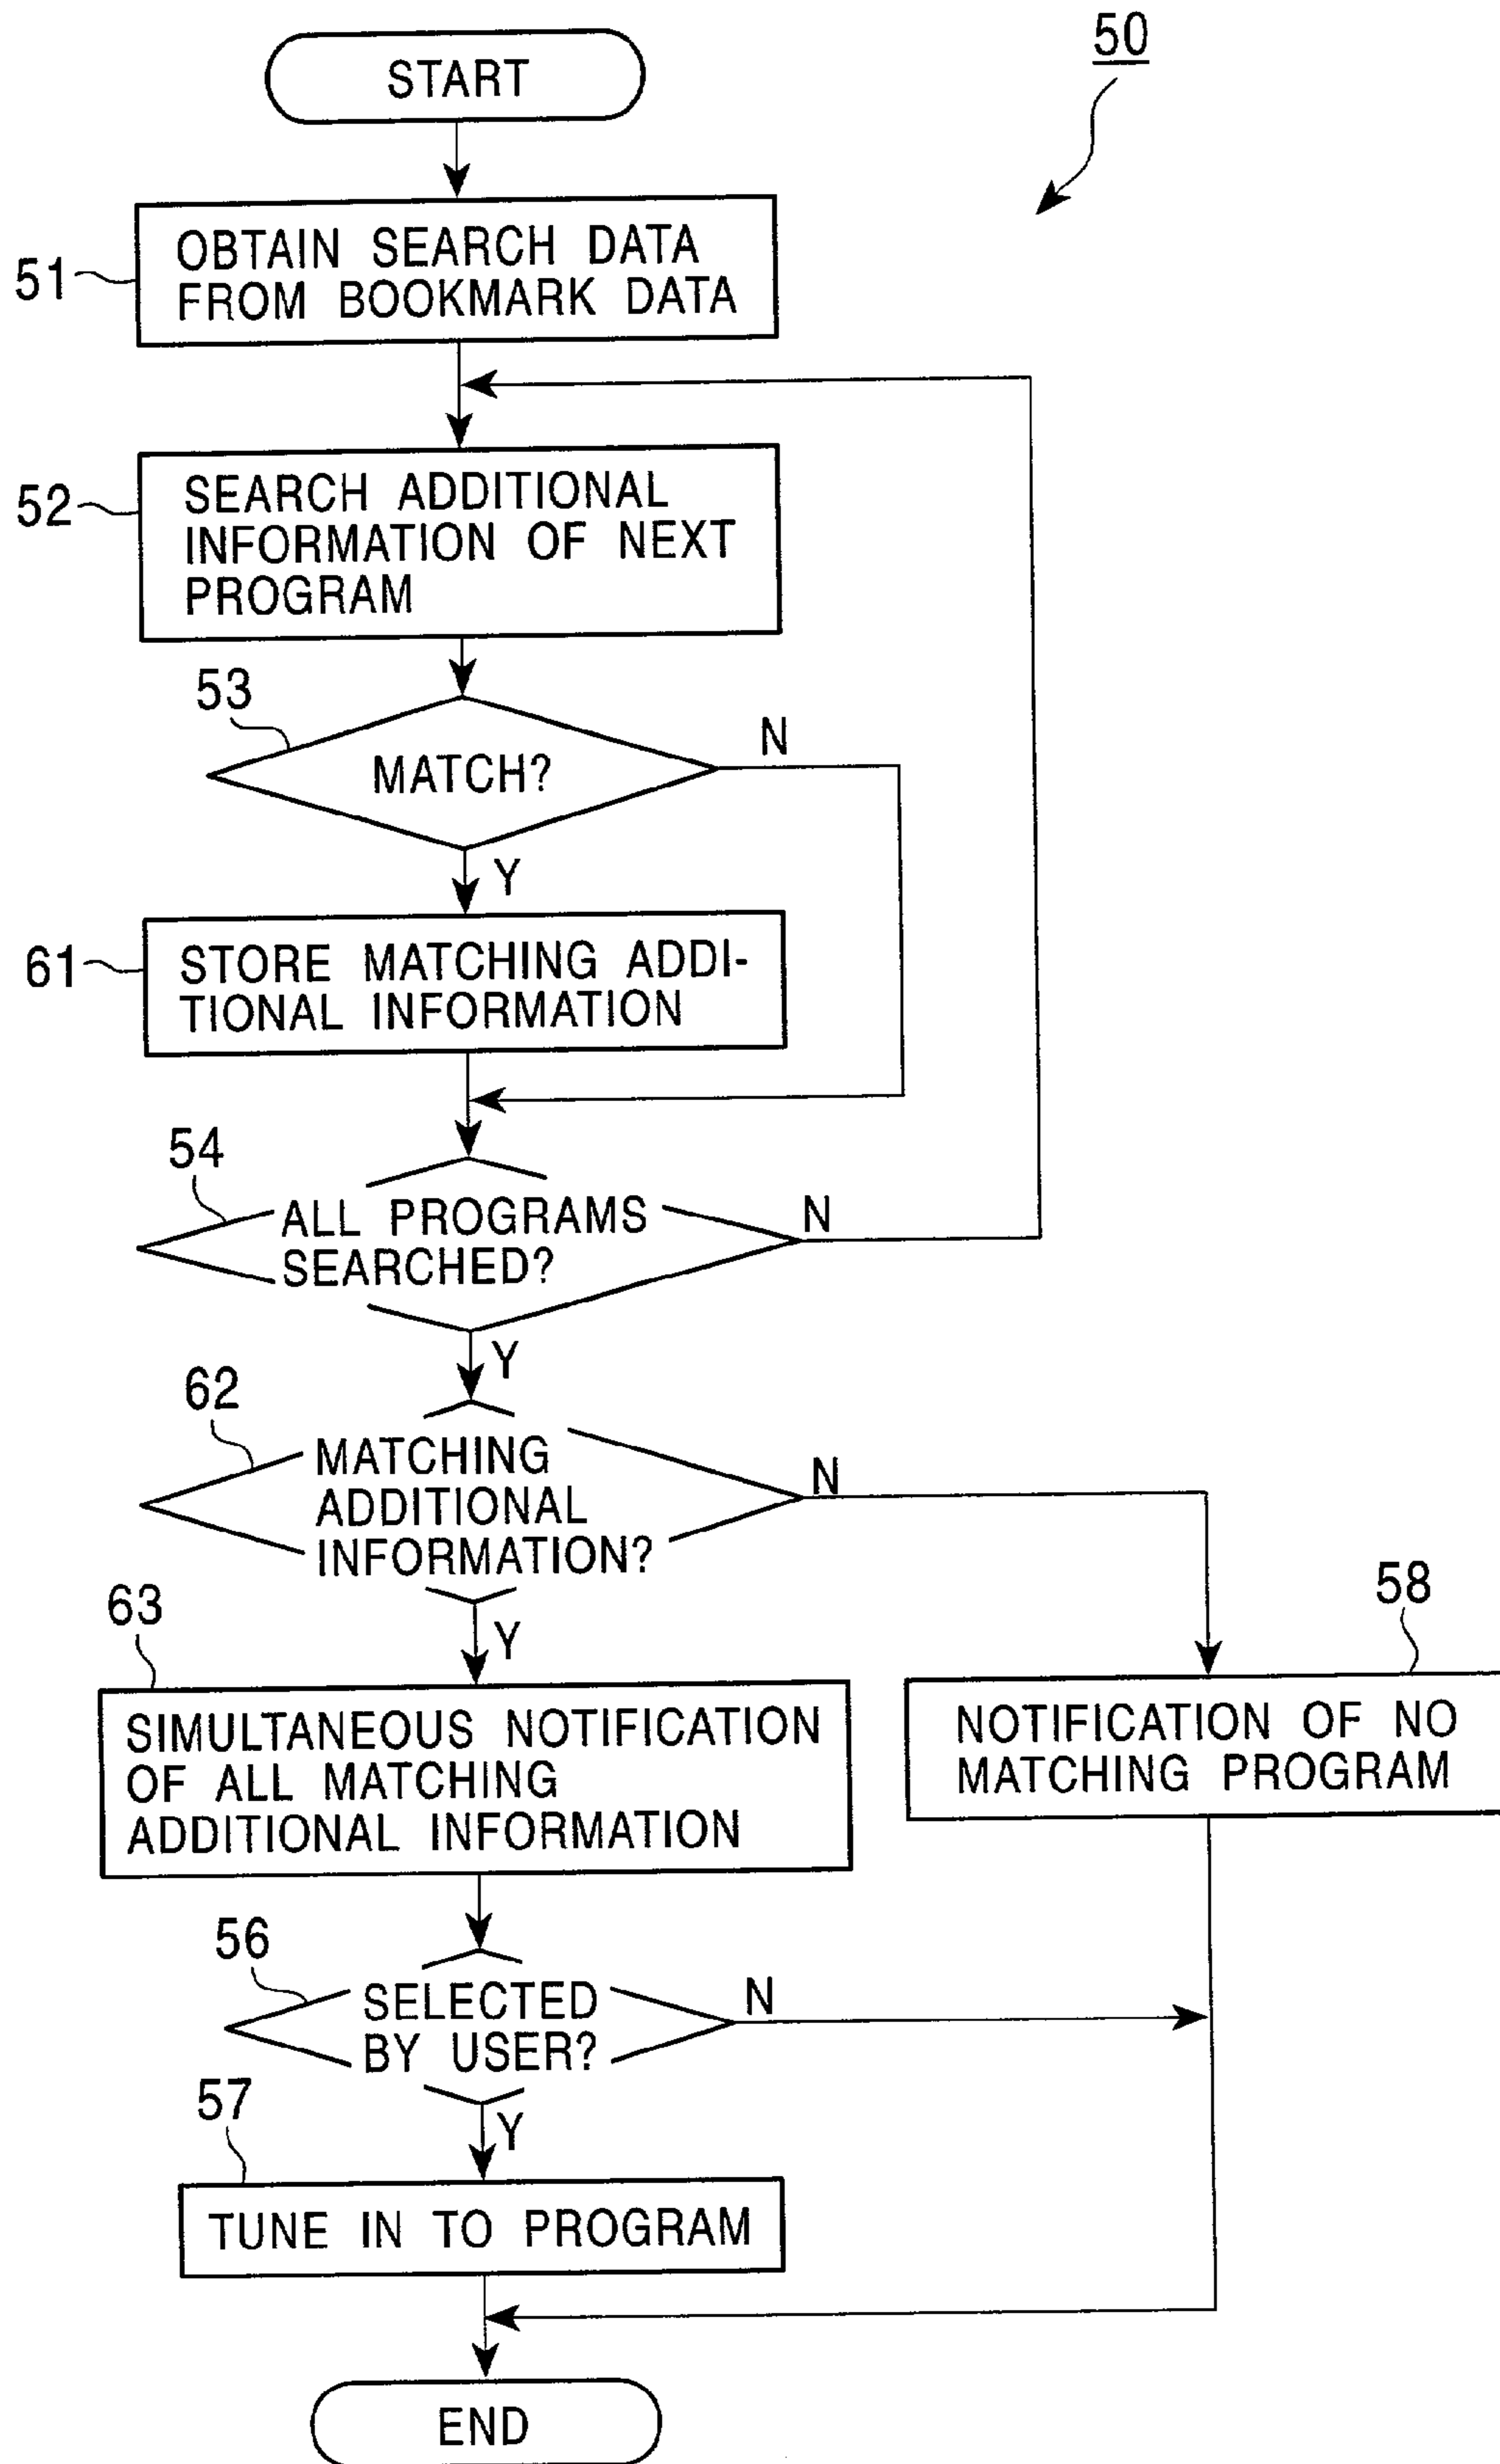 50
START
51
OBTAIN SEARCH DATA
FROM BOOKMARK DATA
52
SEARCH ADDITIONAL
INFORMATION OF NEXT
PROGRAM
53
MATCH?
N
Y
61
STORE MATCHING ADDI-
TIONAL INFORMATION
54
ALL PROGRAMS
SEARCHED?
N
Y
62
MATCHING
ADDITIONAL
INFORMATION?
N
Y
63
SIMULTANEOUS NOTIFICATION
OF ALL MATCHING
ADDITIONAL INFORMATION
58
NOTIFICATION OF NO
MATCHING PROGRAM
56
SELECTED
BY USER?
N
Y
57
TUNE IN TO PROGRAM
END